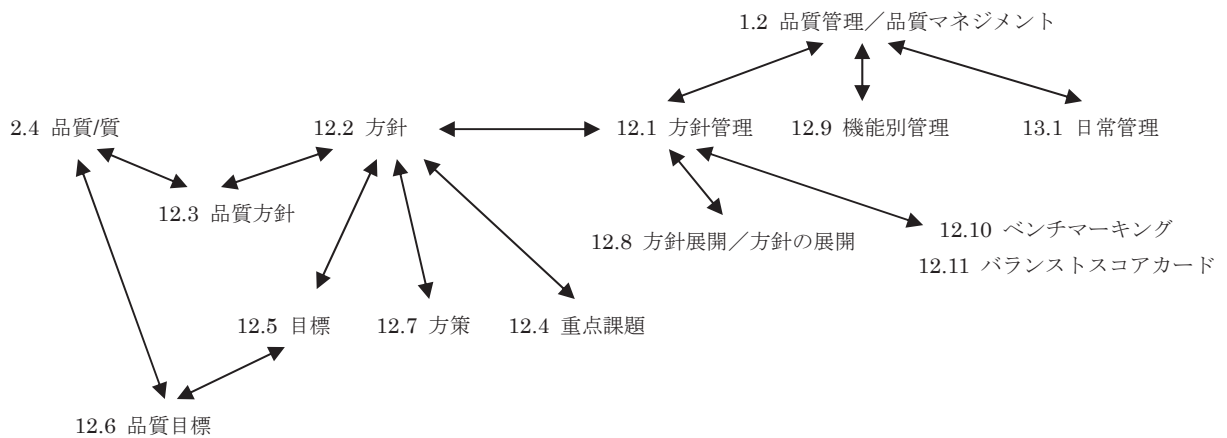 1.2 品質管理／品質マネジメント
2.4 品質/質
12.2 方針
12.1 方針管理
12.9 機能別管理
13.1 日常管理
12.3 品質方針
12.8 方針展開／方針の展開
12.10 ベンチマーキング
12.11 バランストスコアカード
12.5 目標
12.7 方策
12.4 重点課題
12.6 品質目標